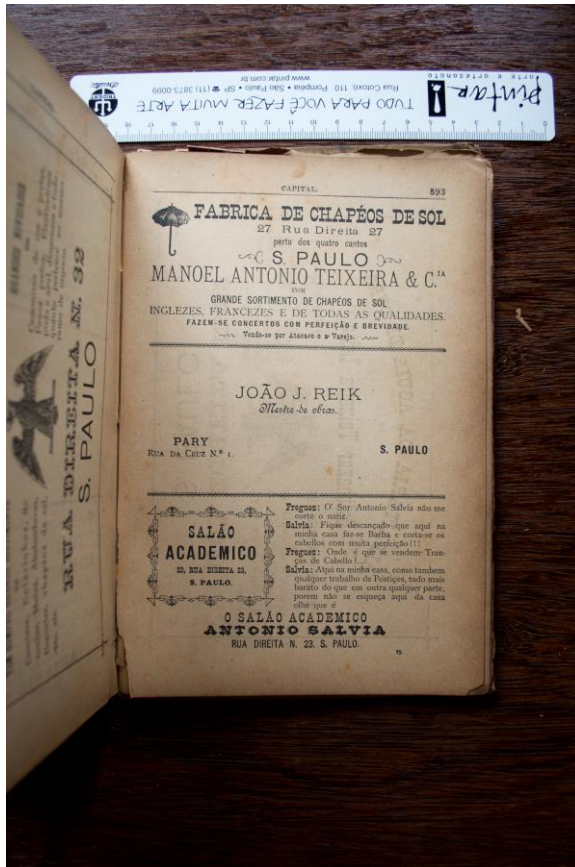 Pintar
arte e artesanato
TUDO PARA VOCÊ FAZER MUITA ARTE
Rua Cotoxó, 110 Pompéia • São Paulo • SP ☎ (11) 3873-0099
www.pintar.com.br
Trident
CAPITAL.
593
FABRICA DE CHAPÉOS DE SOL
27 Rua Direita 27
perto dos quatro cantos
S. PAULO
MANOEL ANTONIO TEIXEIRA & C.IA
COM
GRANDE SORTIMENTO DE CHAPÉOS DE SOL
INGLEZES, FRANCEZES E DE TODAS AS QUALIDADES.
FAZEM-SE CONCERTOS COM PERFEIÇÃO E BREVIDADE.
Vende-se por Atacado e a Varejo.
JOÃO J. REIK
Mestre de obras.
PARY
RUA DA CRUZ N.º 1.
S. PAULO
SALÃO
ACADEMICO
23, RUA DIREITA 23,
S. PAULO.
Freguez: O' Snr. Antonio Salvia não me
corte o nariz.
Salvia: Fique descançado que aqui na
minha casa faz-se Barba e corta-se os
cabellos com muita perfeição!!!
Freguez: Onde é que se vendem Tran-
ças de Cabello?...
Salvia: Aqui na minha casa, como tambem
qualquer trabalho de Postiços, tudo mais
barato do que em outra qualquer parte,
porem não se esqueça aqui da casa
olhe que é
O SALÃO ACADEMICO
ANTONIO SALVIA
RUA DIREITA N. 23. S. PAULO.
RUA DIREITA N. 32
S. PAULO